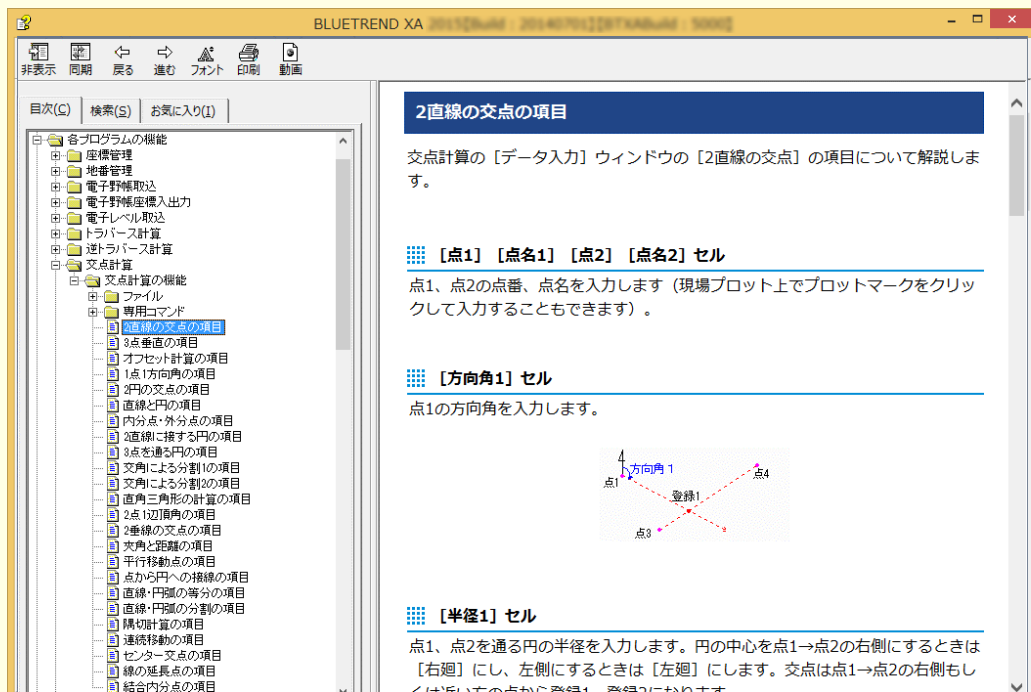 BLUETREND XA
非表示 同期 戻る 進む フォント 印刷 動画
目次(C) 検索(S) お気に入り(I)
各プログラムの機能
座標管理
地番管理
電子野帳取込
電子野帳座標入出力
電子レベル取込
トラバース計算
逆トラバース計算
交点計算
交点計算の機能
ファイル
専用コマンド
2直線の交点の項目
3点垂直の項目
オフセット計算の項目
1点1方向角の項目
2円の交点の項目
直線と円の項目
内分点・外分点の項目
2直線に接する円の項目
3点を通る円の項目
交角による分割1の項目
交角による分割2の項目
直角三角形の計算の項目
2点1辺頂角の項目
2垂線の交点の項目
夾角と距離の項目
平行移動点の項目
点から円への接線の項目
直線・円弧の等分の項目
直線・円弧の分割の項目
隅切計算の項目
連続移動の項目
センター交点の項目
線の延長点の項目
結合内分点の項目
2直線の交点の項目
交点計算の［データ入力］ウィンドウの［2直線の交点］の項目について解説しま
す。
［点1］［点名1］［点2］［点名2］セル
点1、点2の点番、点名を入力します（現場プロット上でプロットマークをクリッ
クして入力することもできます）。
［方向角1］セル
点1の方向角を入力します。
方向角1
点1
点4
登録1
点3
［半径1］セル
点1、点2を通る円の半径を入力します。円の中心を点1→点2の右側にするときは
［右廻］にし、左側にするときは［左廻］にします。交点は点1→点2の右側もし
くは近い方の点から登録1、登録2になります。